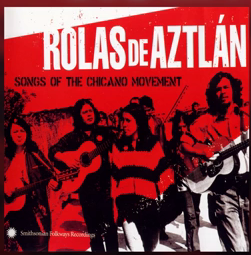 ROLAS DE AZTLÁN
SONGS OF THE CHICANO MOVEMENT
Smithsonian Folkways Recordings